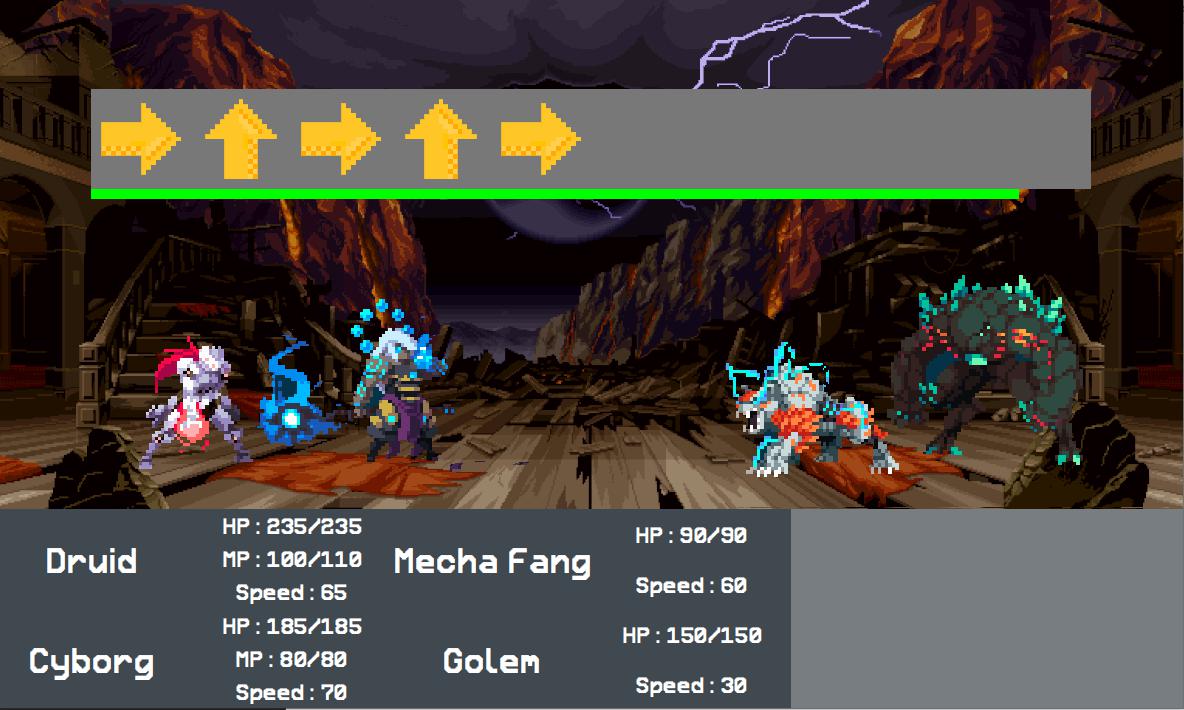 Druid
HP : 235/235
MP : 100/110
Speed : 65
Mecha Fang
HP : 90/90
Speed : 60
Cyborg
HP : 185/185
MP : 80/80
Speed : 70
Golem
HP : 150/150
Speed : 30